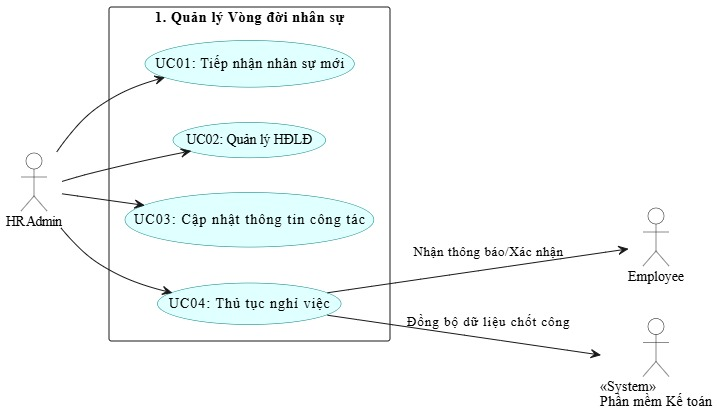 1. Quản lý Vòng đời nhân sự
UC01: Tiếp nhận nhân sự mới
UC02: Quản lý HĐLĐ
HR Admin
UC03: Cập nhật thông tin công tác
Nhận thông báo/Xác nhận
Employee
UC04: Thủ tục nghỉ việc
Đồng bộ dữ liệu chốt công
«System»
Phần mềm Kế toán